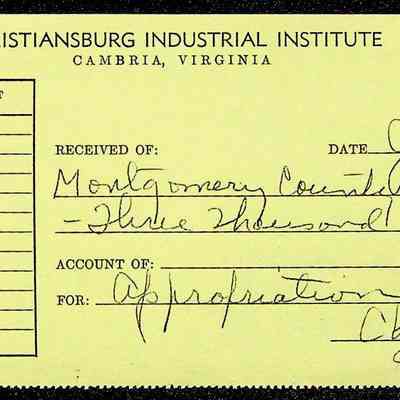 ISTIANSBURG INDUSTRIAL INSTITUTE
CAMBRIA, VIRGINIA
T
RECEIVED OF: DATE
Montgomery County
- Three Thousand
ACCOUNT OF:
FOR: Appropriation